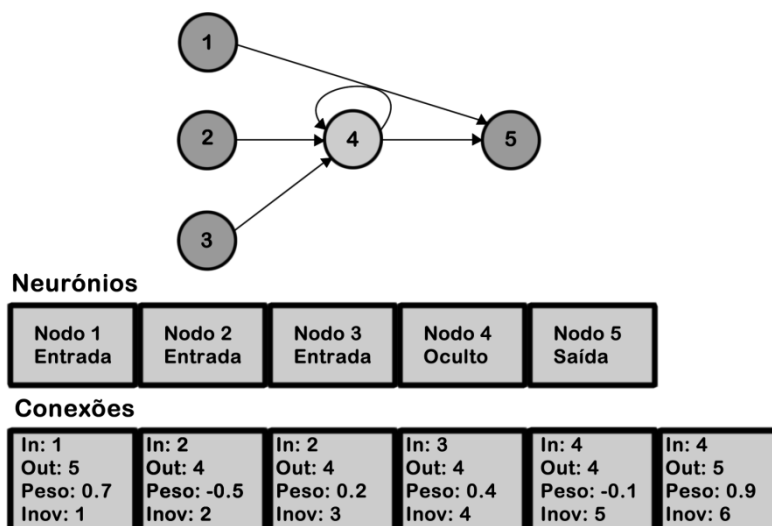 1
2
4
5
3
Neurónios
Nodo 1
Entrada
Nodo 2
Entrada
Nodo 3
Entrada
Nodo 4
Oculto
Nodo 5
Saída
Conexões
In: 1
Out: 5
Peso: 0.7
Inov: 1
In: 2
Out: 4
Peso: -0.5
Inov: 2
In: 2
Out: 4
Peso: 0.2
Inov: 3
In: 3
Out: 4
Peso: 0.4
Inov: 4
In: 4
Out: 4
Peso: -0.1
Inov: 5
In: 4
Out: 5
Peso: 0.9
Inov: 6